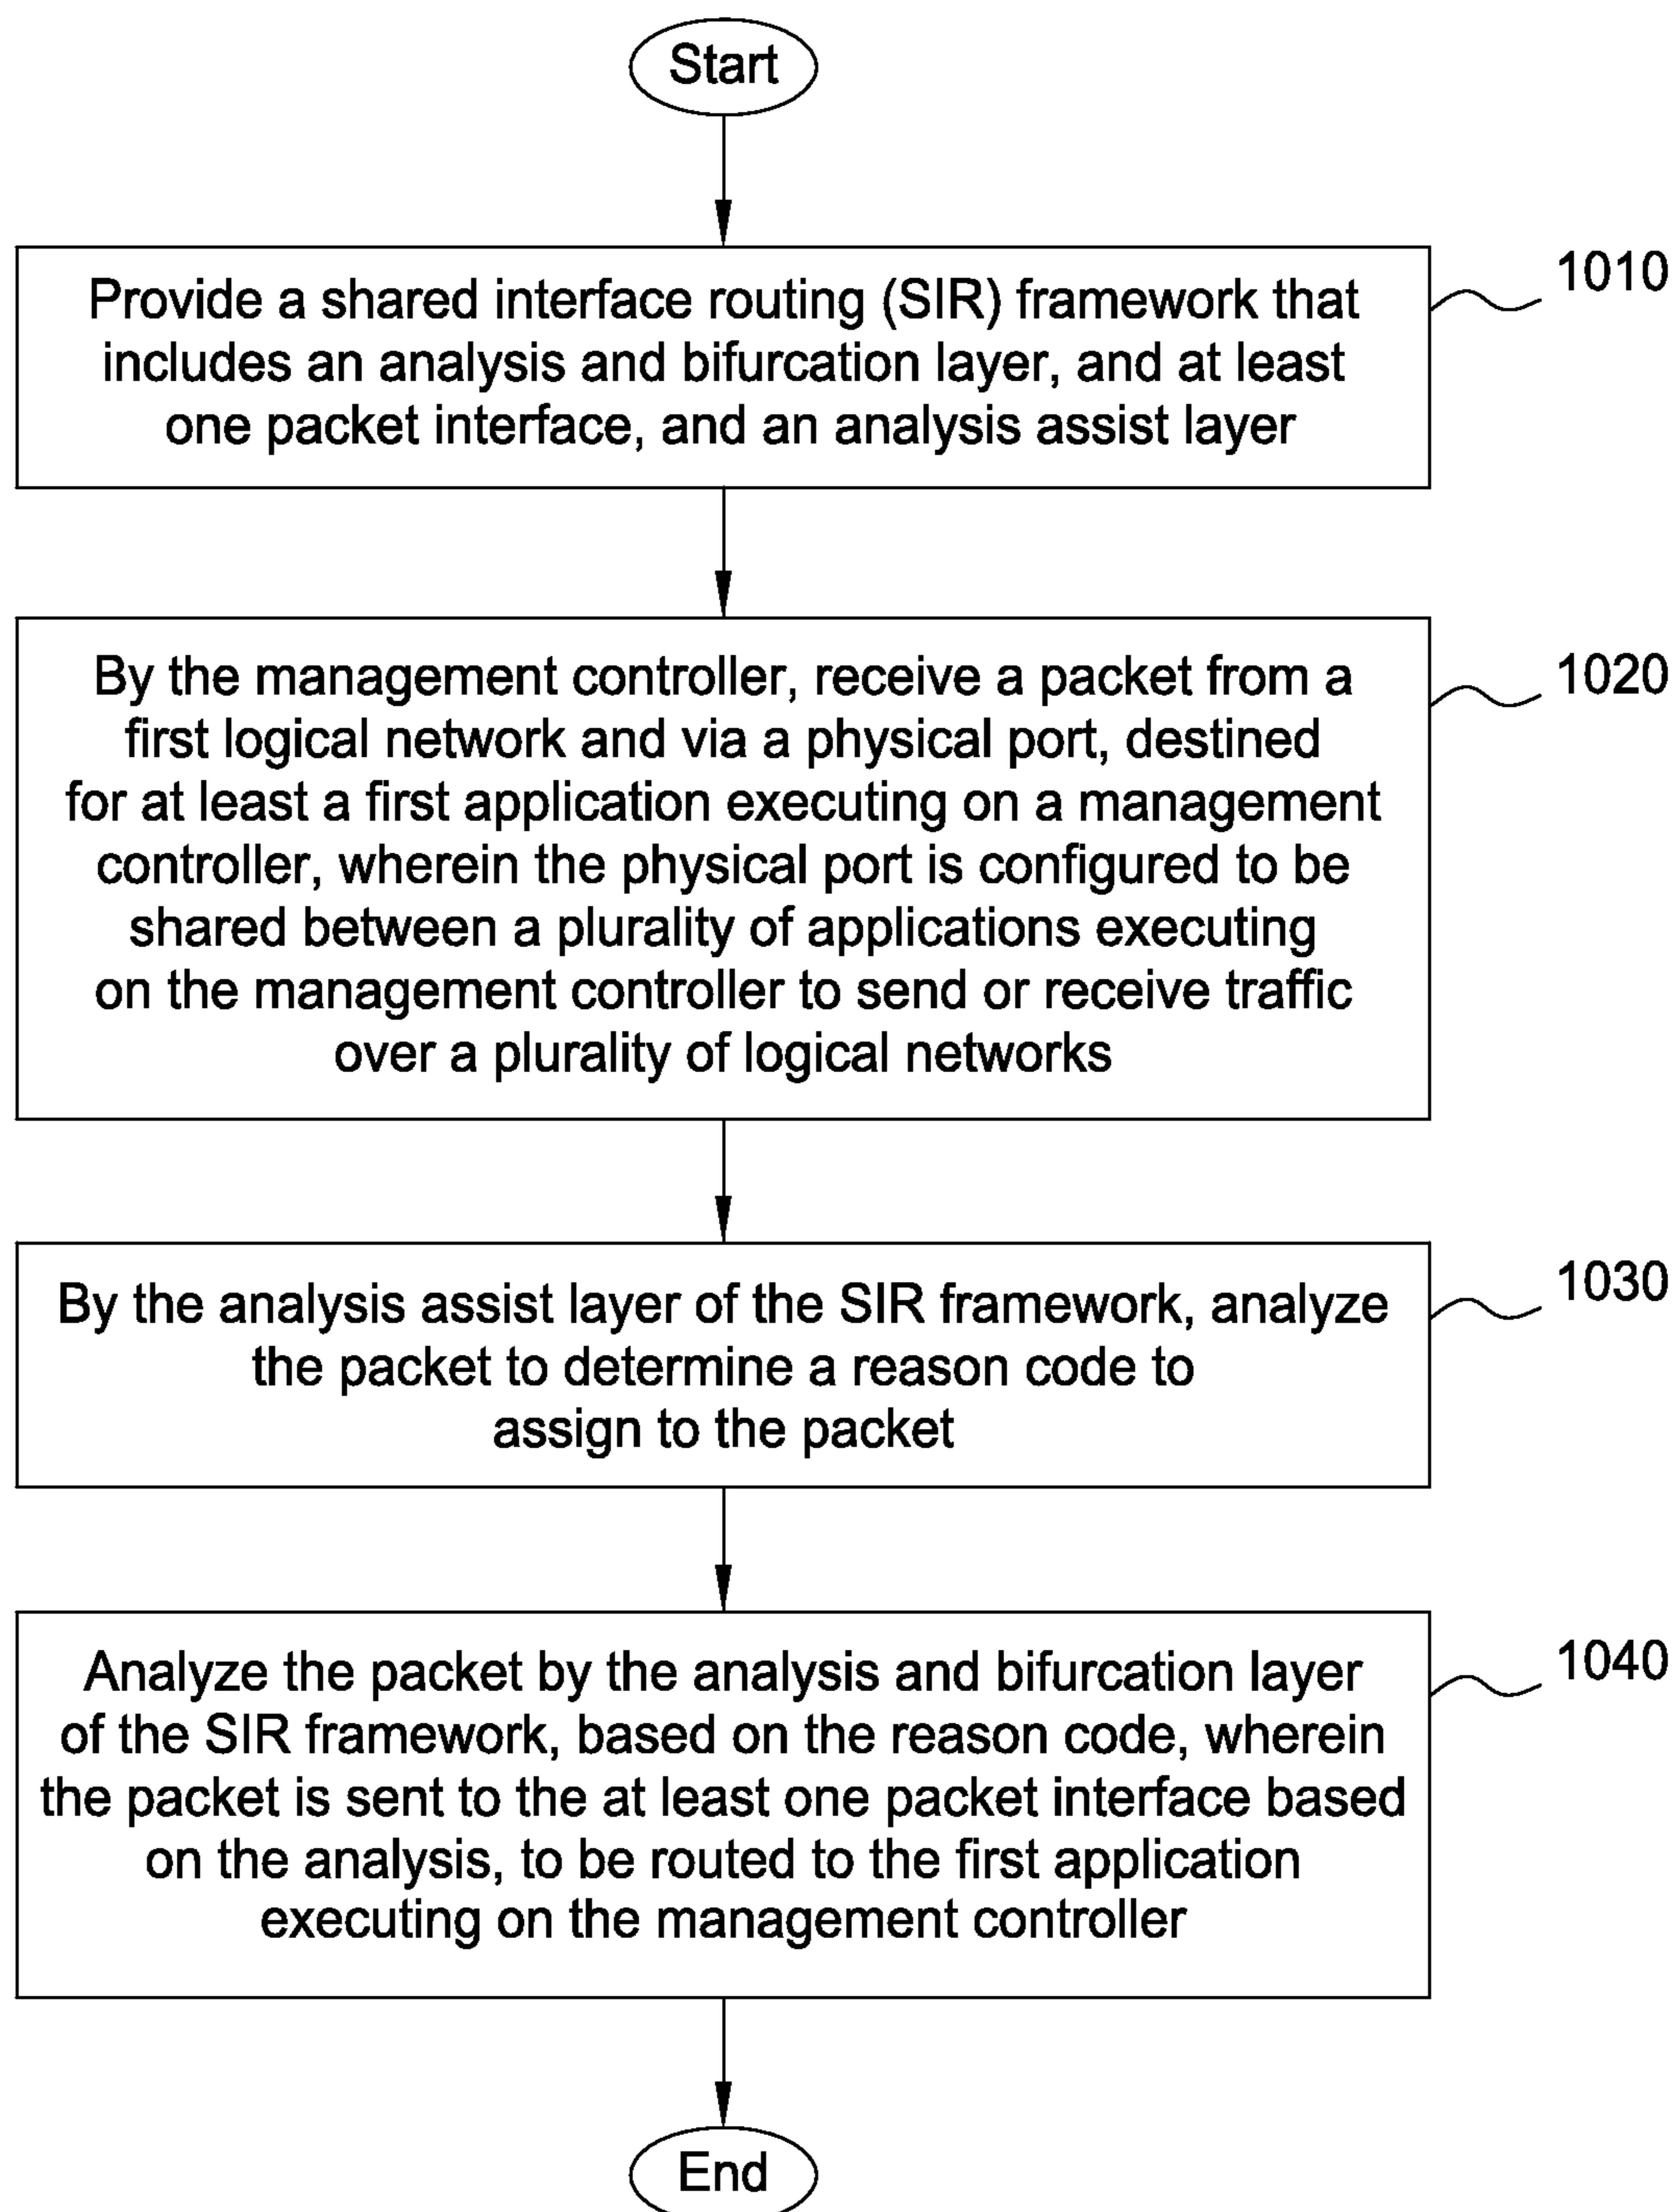 Start
Provide a shared interface routing (SIR) framework that
includes an analysis and bifurcation layer, and at least
one packet interface, and an analysis assist layer
1010
By the management controller, receive a packet from a
first logical network and via a physical port, destined
for at least a first application executing on a management
controller, wherein the physical port is configured to be
shared between a plurality of applications executing
on the management controller to send or receive traffic
over a plurality of logical networks
1020
By the analysis assist layer of the SIR framework, analyze
the packet to determine a reason code to
assign to the packet
1030
Analyze the packet by the analysis and bifurcation layer
of the SIR framework, based on the reason code, wherein
the packet is sent to the at least one packet interface based
on the analysis, to be routed to the first application
executing on the management controller
1040
End